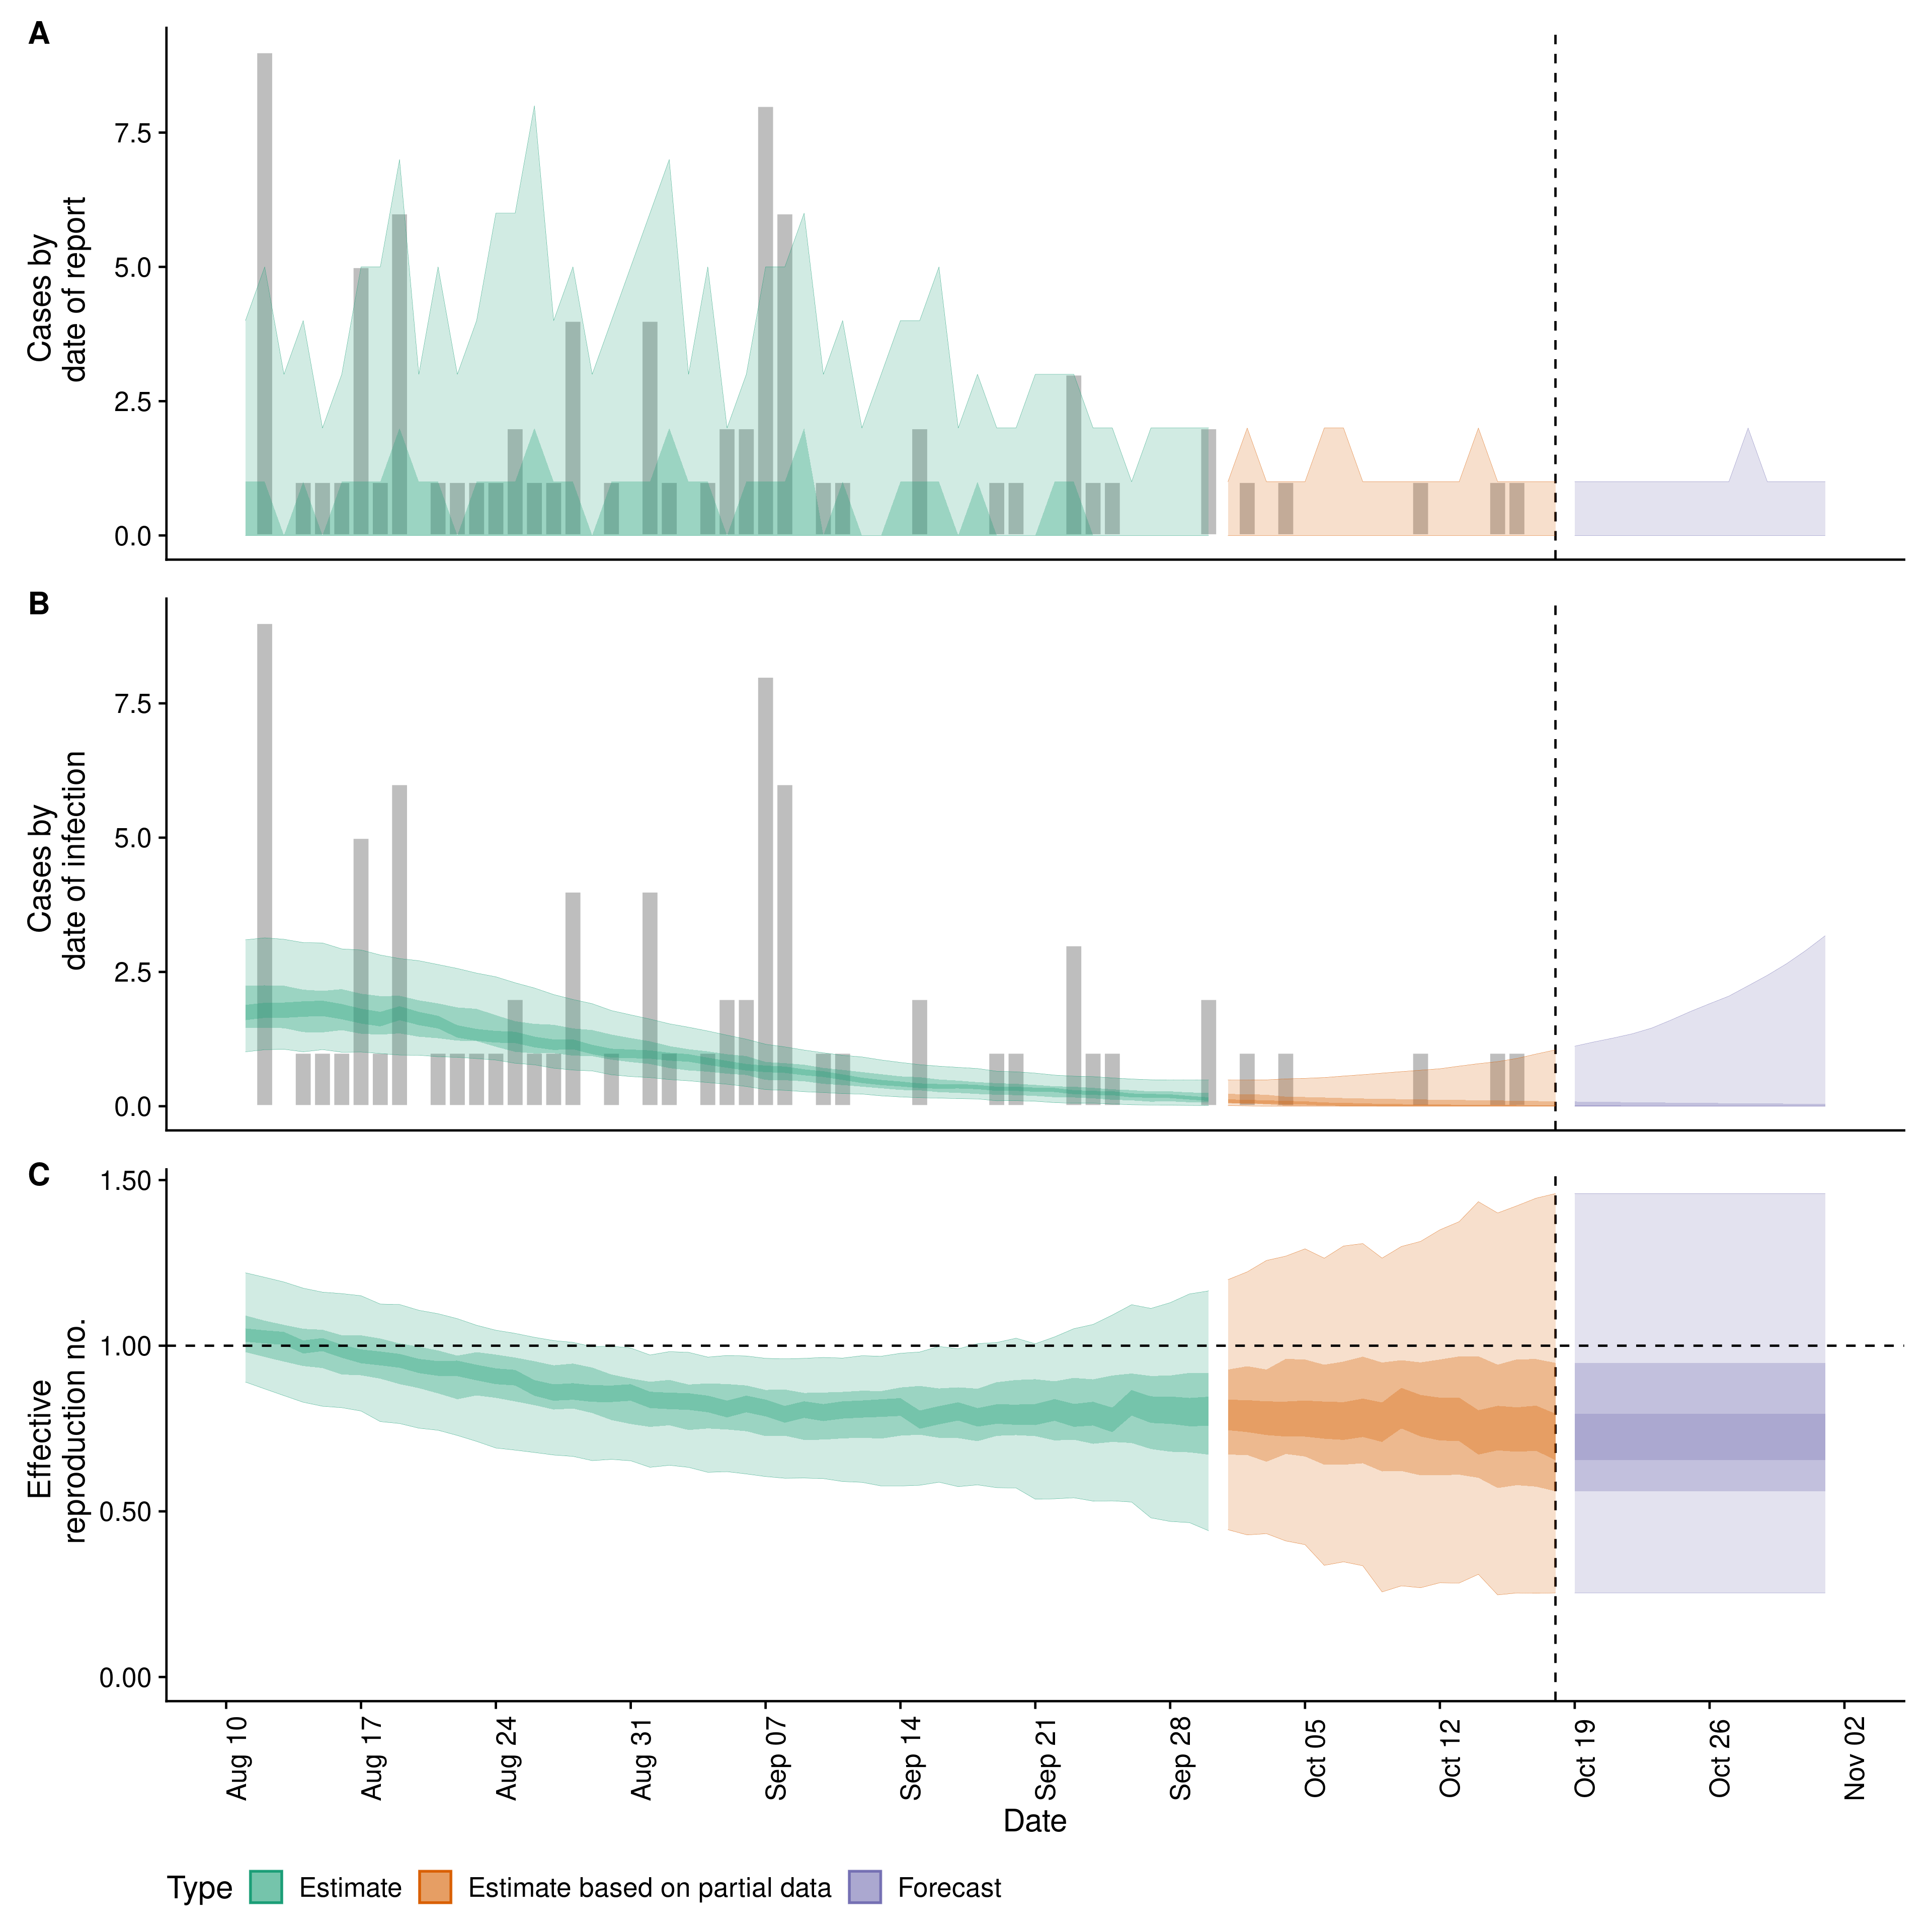 A
Cases by
date of report
7.5
5.0
2.5
0.0
B
Cases by
date of infection
7.5
5.0
2.5
0.0
C
Effective
reproduction no.
1.50
1.00
0.50
0.00
Aug 10
Aug 17
Aug 24
Aug 31
Sep 07
Sep 14
Sep 21
Sep 28
Oct 05
Oct 12
Oct 19
Oct 26
Nov 02
Date
Type Estimate Estimate based on partial data Forecast